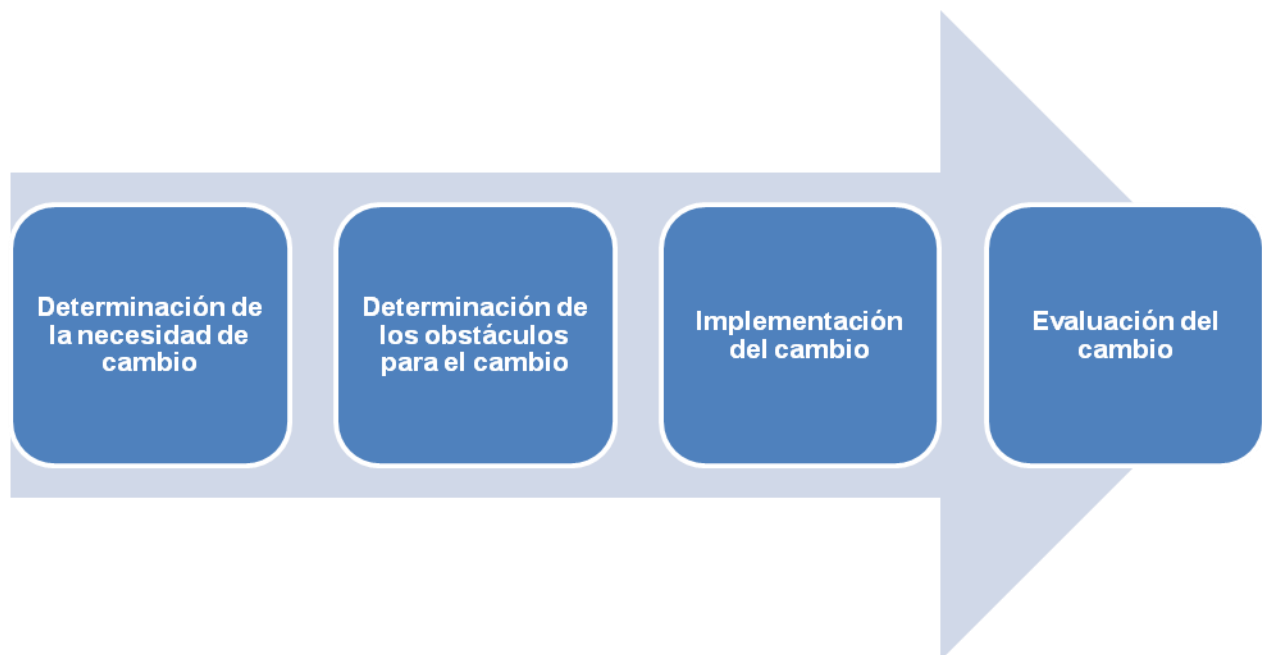 Determinación de
la necesidad de
cambio
Determinación de
los obstáculos
para el cambio
Implementación
del cambio
Evaluación del
cambio